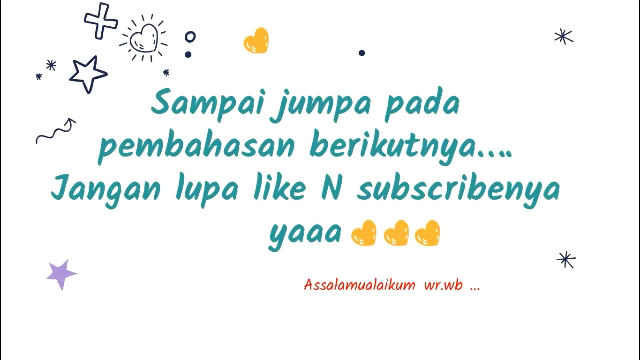 Sampai jumpa pada
pembahasan berikutnya....
Jangan lupa like N subscribenya
yaaa
Assalamualaikum wr.wb ...